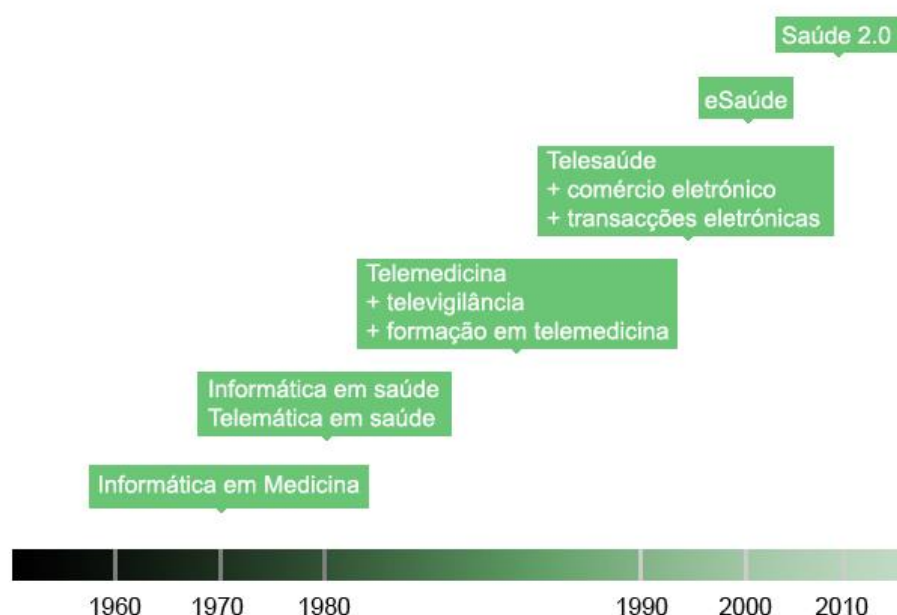 Saúde 2.0
eSaúde
Telesaúde
+ comércio eletrónico
+ transacções eletrónicas
Telemedicina
+ televigilância
+ formação em telemedicina
Informática em saúde
Telemática em saúde
Informática em Medicina
1960 1970 1980 1990 2000 2010